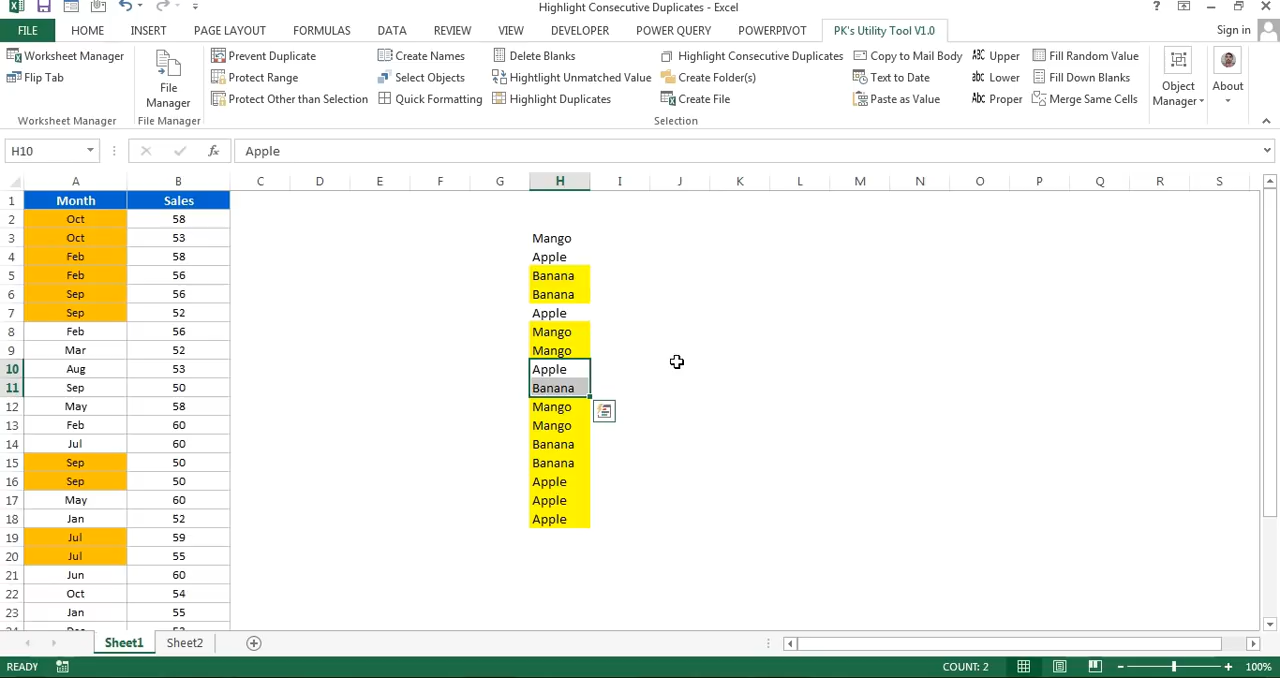 Highlight Consecutive Duplicates - Excel
?
FILE HOME INSERT PAGE LAYOUT FORMULAS DATA REVIEW VIEW DEVELOPER POWER QUERY POWERPIVOT PK's Utility Tool V1.0 Sign in
Worksheet Manager
Flip Tab
Worksheet Manager
File Manager
File Manager
Prevent Duplicate
Protect Range
Protect Other than Selection
Create Names
Select Objects
Quick Formatting
Delete Blanks
Hightlight Unmatched Value
Highlight Duplicates
Highlight Consecutive Duplicates
Create Folder(s)
Create File
Copy to Mail Body
Text to Date
Paste as Value
ABC Upper
abc Lower
Abc Proper
Fill Random Value
Fill Down Blanks
Merge Same Cells
Selection
Object Manager
About
H10 fx Apple
A B C D E F G H I J K L M N O P Q R S
1 Month Sales
2 Oct 58
3 Oct 53 Mango
4 Feb 58 Apple
5 Feb 56 Banana
6 Sep 56 Banana
7 Sep 52 Apple
8 Feb 56 Mango
9 Mar 52 Mango
10 Aug 53 Apple
11 Sep 50 Banana
12 May 58 Mango
13 Feb 60 Mango
14 Jul 60 Banana
15 Sep 50 Banana
16 Sep 50 Apple
17 May 60 Apple
18 Jan 52 Apple
19 Jul 59
20 Jul 55
21 Jun 60
22 Oct 54
23 Jan 55
Sheet1 Sheet2
READY COUNT: 2 100%